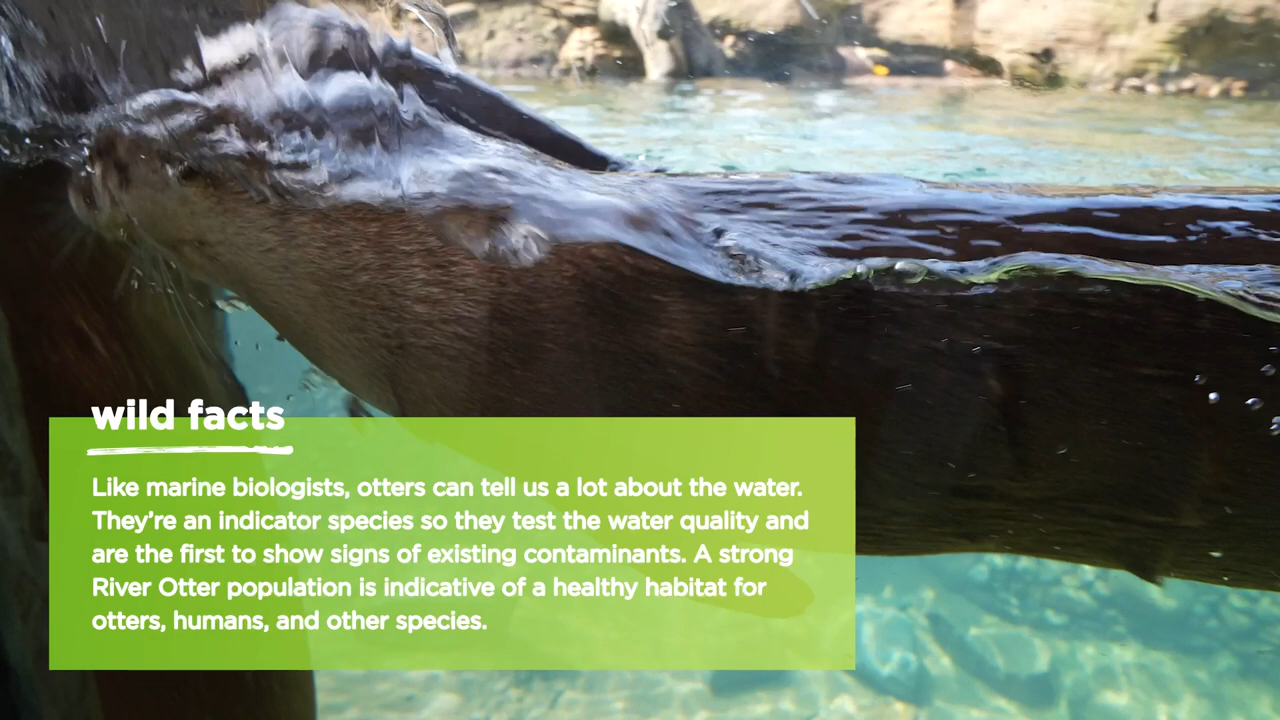 wild facts
Like marine biologists, otters can tell us a lot about the water.
They’re an indicator species so they test the water quality and
are the first to show signs of existing contaminants. A strong
River Otter population is indicative of a healthy habitat for
otters, humans, and other species.